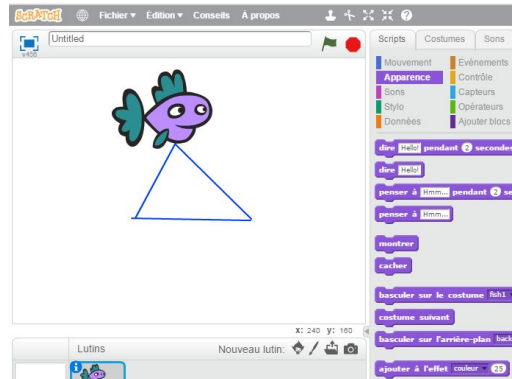 SCRATCH Fichier Édition Conseils À propos
Untitled
v456
Scripts Costumes Sons
Mouvement Evénements
Apparence Contrôle
Sons Capteurs
Stylo Opérateurs
Données Ajouter blocs
dire Hello! pendant 2 secondes
dire Hello!
penser à Hmm... pendant 2 se
penser à Hmm...
montrer
cacher
basculer sur le costume fish1
costume suivant
basculer sur l'arrière-plan back
ajouter à l'effet couleur 25
x: 240 y: 160
Lutins Nouveau lutin: